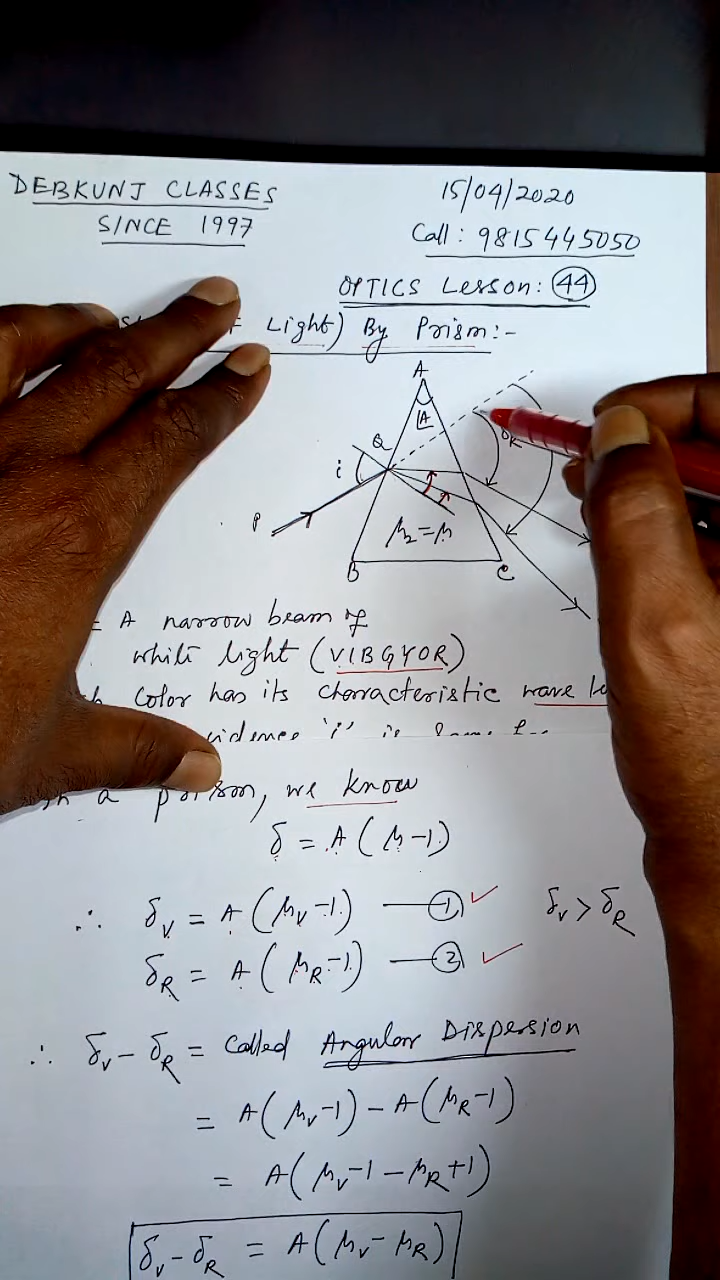 DEBKUNJ CLASSES
SINCE 1997
15/04/2020
Call: 9815445050
OPTICS Lesson: 44
Light) By Prism:-
A
A
Q
i
P
δR
μ2=μ
B
C
= A narrow beam of
white light (VIBGYOR)
Color has its characteristic wave
'i' is
a prism, we know
δ = A(μ-1)
∴ δV = A(μV-1) —①✓ δV > δR
δR = A(μR-1) —②✓
∴ δV - δR = Called Angular Dispersion
= A(μV-1) - A(μR-1)
= A(μV-1-μR+1)
δV - δR = A(μV-μR)